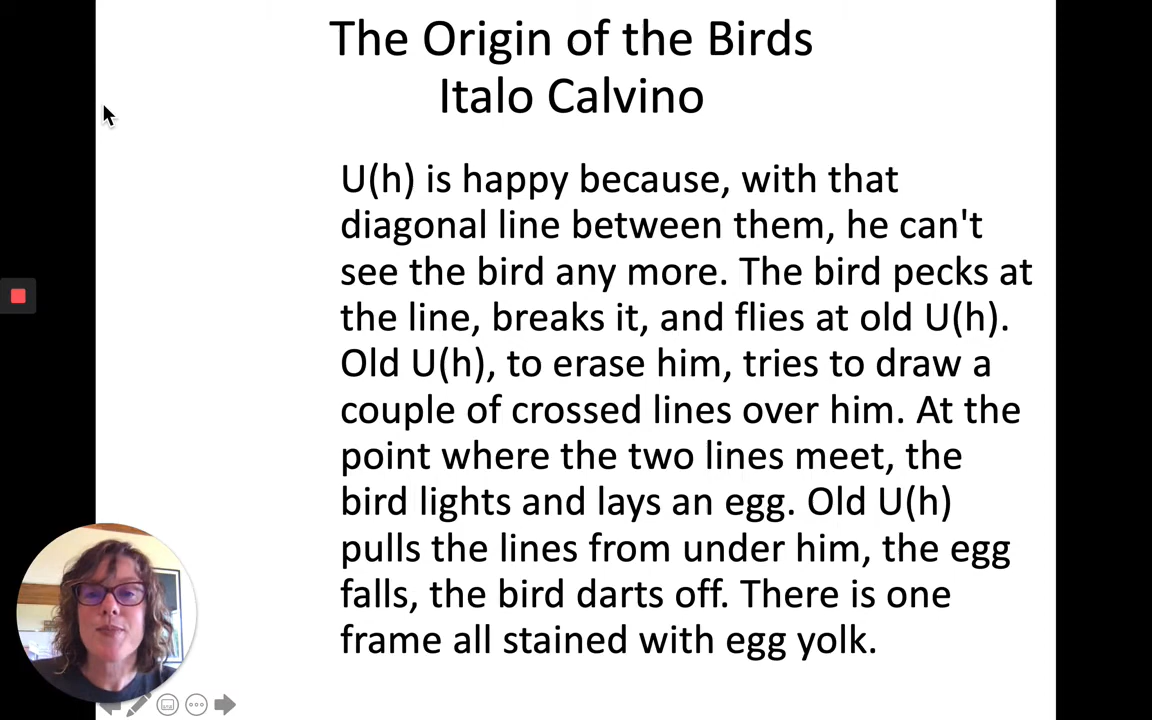 The Origin of the Birds
Italo Calvino
U(h) is happy because, with that
diagonal line between them, he can't
see the bird any more. The bird pecks at
the line, breaks it, and flies at old U(h).
Old U(h), to erase him, tries to draw a
couple of crossed lines over him. At the
point where the two lines meet, the
bird lights and lays an egg. Old U(h)
pulls the lines from under him, the egg
falls, the bird darts off. There is one
frame all stained with egg yolk.